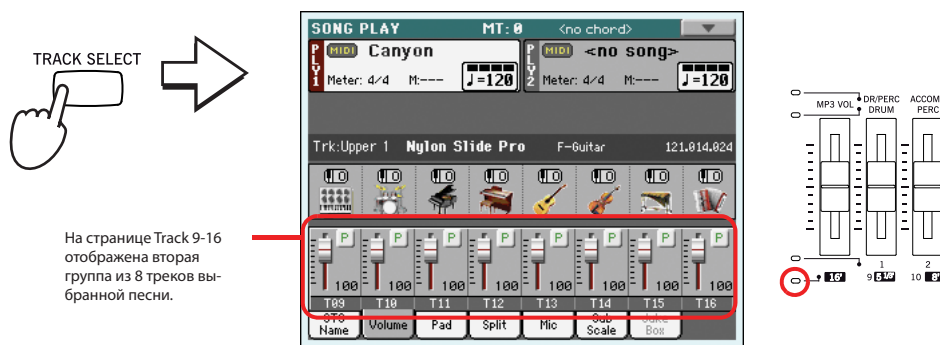 TRACK SELECT
SONG PLAY MT: 0 <no chord>
PLY1 MIDI Canyon
Meter: 4/4 M:--- ♩=120
PLY2 MIDI <no song>
Meter: 4/4 M:--- ♩=120
Trk:Upper 1 Nylon Slide Pro F-Guitar 121.014.024
P P P P P P P P
100 100 100 100 100 100 100 100
T09 T10 T11 T12 T13 T14 T15 T16
STS Name Volume Pad Split Mic Sub Scale Juke Box
На странице Track 9-16
отображена вторая
группа из 8 треков вы-
бранной песни.
MP3 VOL DR/PERC ACCOM
DRUM PERC
1 2
16' 9 5 1/3' 10 8'